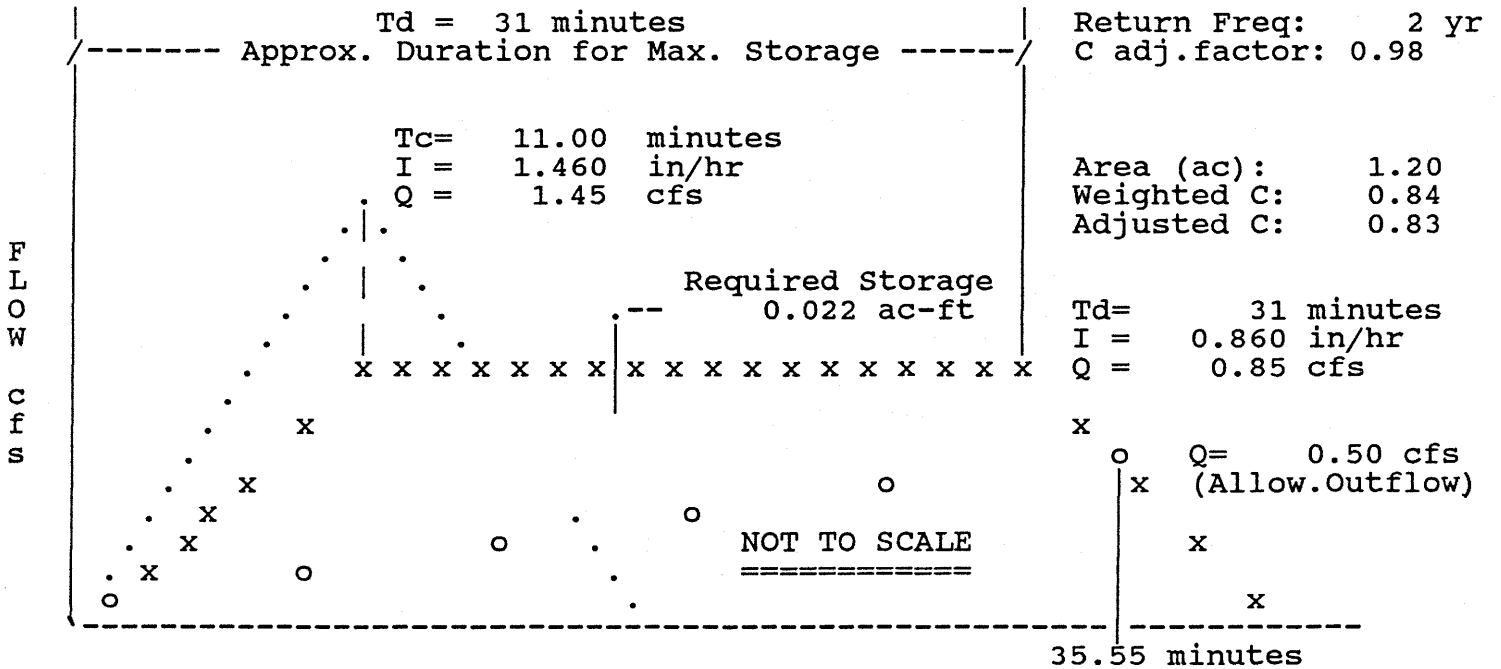 Td = 31 minutes
Return Freq: 2 yr
/------- Approx. Duration for Max. Storage ------/
C adj.factor: 0.98
Tc= 11.00 minutes
I = 1.460 in/hr
Q = 1.45 cfs
Area (ac): 1.20
Weighted C: 0.84
Adjusted C: 0.83
FLOW cfs
Required Storage
0.022 ac-ft
Td= 31 minutes
I = 0.860 in/hr
Q = 0.85 cfs
x x x x x x x x x x x x x x x x x x
x x
o Q= 0.50 cfs
x o x (Allow.Outflow)
x o
x o NOT TO SCALE x
x o ============
o x
35.55 minutes